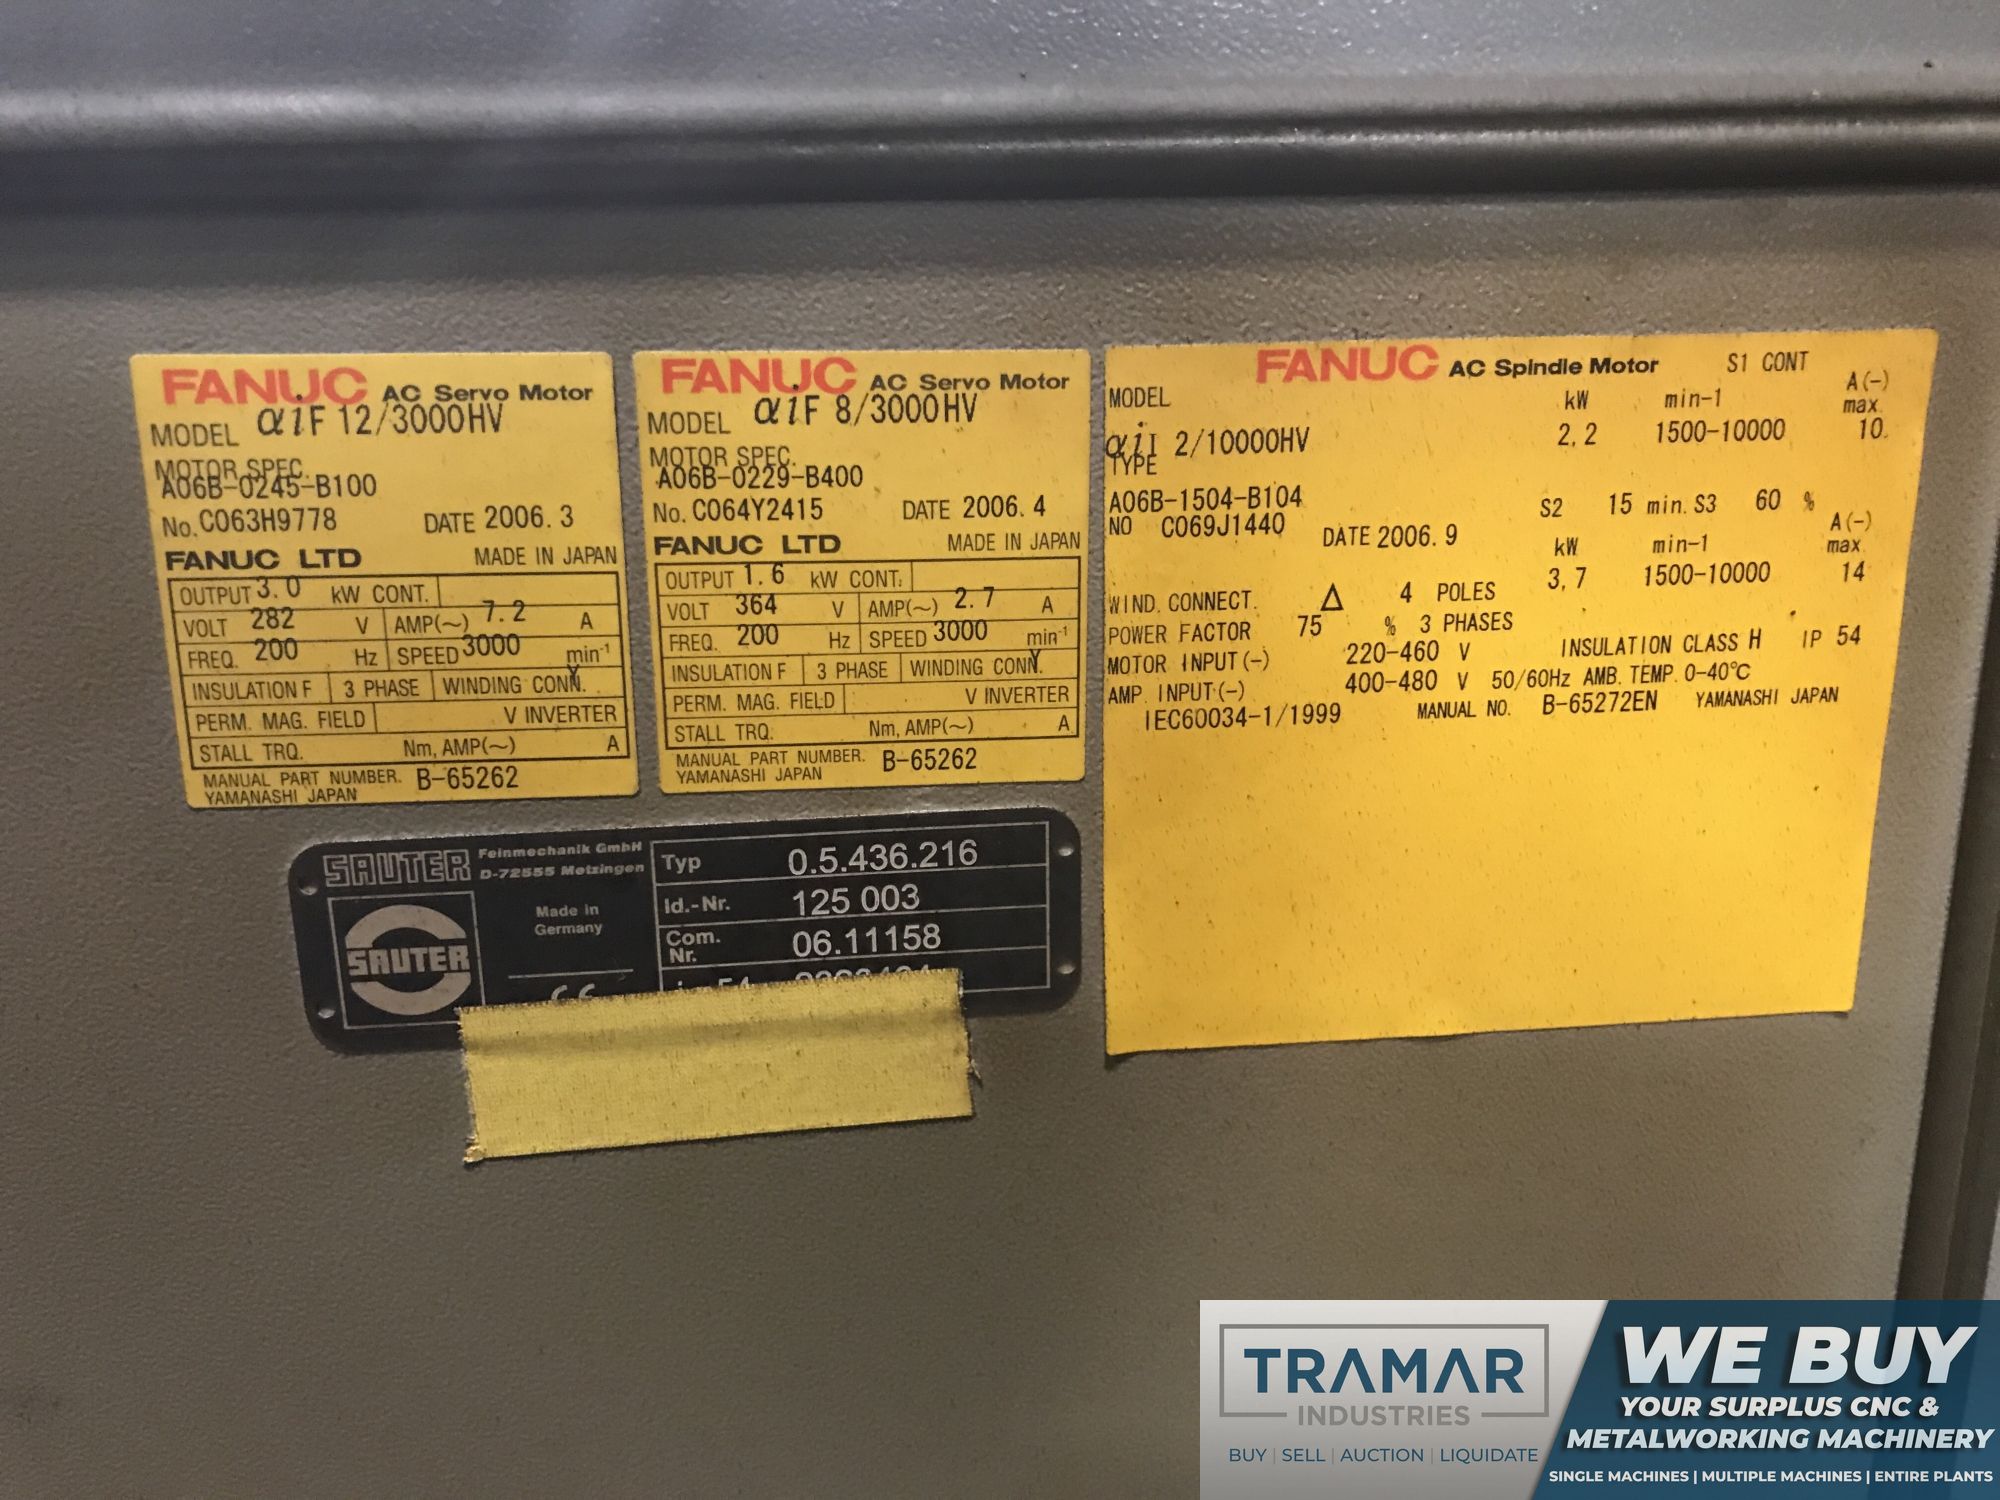 FANUC AC Servo Motor
MODEL αiF 12/3000HV
MOTOR SPEC.
A06B-0245-B100
No. C063H9778 DATE 2006. 3
FANUC LTD MADE IN JAPAN
OUTPUT 3. 0 kW CONT.
VOLT 282 V AMP(~) 7. 2 A
FREQ. 200 Hz SPEED 3000 min-1
INSULATION F 3 PHASE WINDING CONN. Y
PERM. MAG. FIELD V INVERTER
STALL TRQ. Nm, AMP(~) A
MANUAL PART NUMBER. B-65262
YAMANASHI JAPAN
FANUC AC Servo Motor
MODEL αiF 8/3000HV
MOTOR SPEC.
A06B-0229-B400
No. C064Y2415 DATE 2006. 4
FANUC LTD MADE IN JAPAN
OUTPUT 1. 6 kW CONT.
VOLT 364 V AMP(~) 2. 7 A
FREQ. 200 Hz SPEED 3000 min-1
INSULATION F 3 PHASE WINDING CONN. Y
PERM. MAG. FIELD V INVERTER
STALL TRQ. Nm, AMP(~) A
MANUAL PART NUMBER. B-65262
YAMANASHI JAPAN
FANUC AC Spindle Motor S1 CONT
MODEL kW min-1 A(~) max.
αiI 2/10000HV 2, 2 1500-10000 10.
TYPE
A06B-1504-B104 S2 15 min. S3 60 %
NO C069J1440 DATE 2006. 9 kW min-1 A(~) max
3, 7 1500-10000 14
WIND. CONNECT. Δ 4 POLES
POWER FACTOR 75 % 3 PHASES
MOTOR INPUT(~) 220-460 V INSULATION CLASS H IP 54
AMP. INPUT(~) 400-480 V 50/60Hz AMB. TEMP. 0-40℃
IEC60034-1/1999 MANUAL NO. B-65272EN YAMANASHI JAPAN
SAUTER Feinmechanik GmbH
D-72555 Metzingen
SAUTER
Made in
Germany
CE
Typ 0.5.436.216
Id.-Nr. 125 003
Com. Nr. 06.11158
TRAMAR
INDUSTRIES
BUY | SELL | AUCTION | LIQUIDATE
WE BUY
YOUR SURPLUS CNC &
METALWORKING MACHINERY
SINGLE MACHINES | MULTIPLE MACHINES | ENTIRE PLANTS